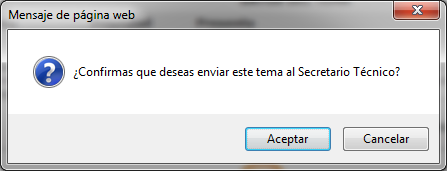 Mensaje de página web
¿Confirmas que deseas enviar este tema al Secretario Técnico?
Aceptar
Cancelar